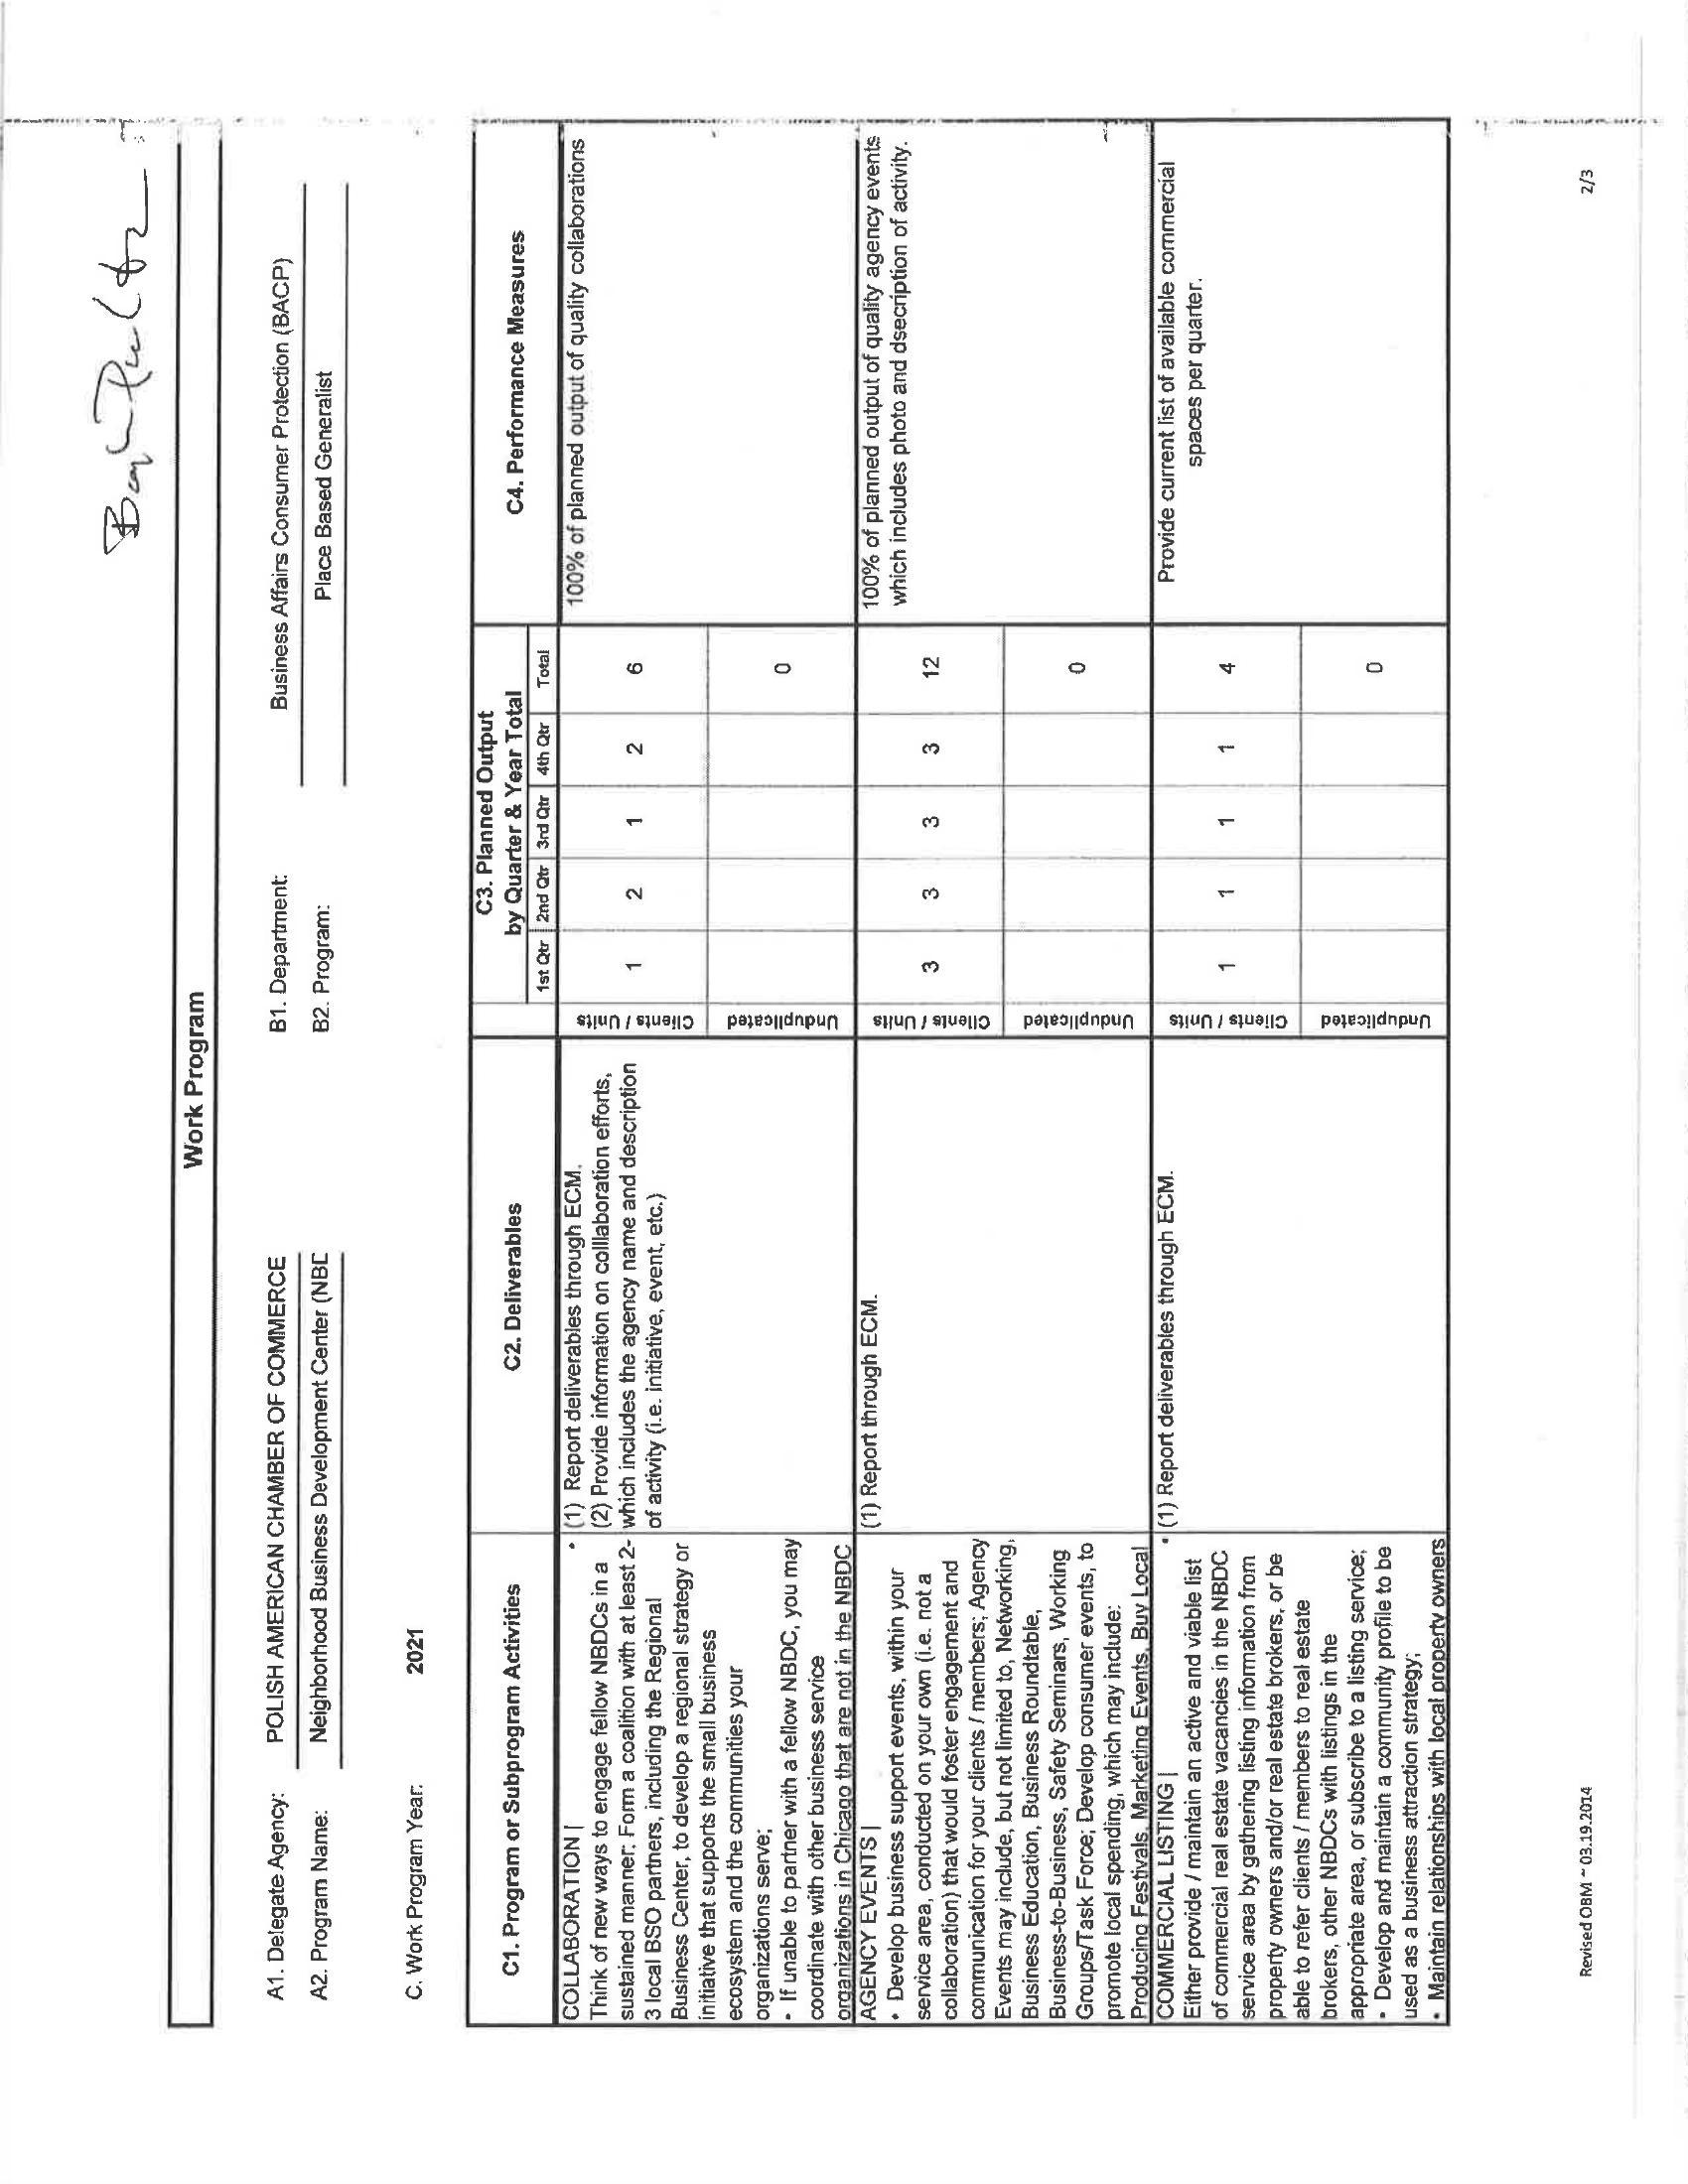 Work Program
A1. Delegate Agency: POLISH AMERICAN CHAMBER OF COMMERCE
B1. Department: Business Affairs Consumer Protection (BACP)
A2. Program Name: Neighborhood Business Development Center (NBD
B2. Program: Place Based Generalist
C. Work Program Year: 2021
C1. Program or Subprogram Activities
C2. Deliverables
C3. Planned Output
by Quarter & Year Total
1st Qtr 2nd Qtr 3rd Qtr 4th Qtr Total
C4. Performance Measures
COLLABORATION |
•
Think of new ways to engage fellow NBDCs in a
sustained manner; Form a coalition with at least 2-
3 local BSO partners, including the Regional
Business Center, to develop a regional strategy or
initiative that supports the small business
ecosystem and the communities your
organizations serve;
• If unable to partner with a fellow NBDC, you may
coordinate with other business service
organizations in Chicago that are not in the NBDC
(1) Report deliverables through ECM.
(2) Provide information on colllaboration efforts,
which includes the agency name and description
of activity (i.e. initiative, event, etc.)
Clients / Units 1 2 1 2 6
Unduplicated 0
100% of planned output of quality collaborations
AGENCY EVENTS |
• Develop business support events, within your
service area, conducted on your own (i.e. not a
collaboration) that would foster engagement and
communication for your clients / members; Agency
Events may include, but not limited to, Networking,
Business Education, Business Roundtable,
Business-to-Business, Safety Seminars, Working
Groups/Task Force; Develop consumer events, to
promote local spending, which may include:
Producing Festivals, Marketing Events, Buy Local
(1) Report through ECM.
Clients / Units 3 3 3 3 12
Unduplicated 0
100% of planned output of quality agency events
which includes photo and dsecription of activity.
COMMERCIAL LISTING |
•
Either provide / maintain an active and viable list
of commercial real estate vacancies in the NBDC
service area by gathering listing information from
property owners and/or real estate brokers, or be
able to refer clients / members to real estate
brokers, other NBDCs with listings in the
appropriate area, or subscribe to a listing service;
• Develop and maintain a community profile to be
used as a business attraction strategy;
• Maintain relationships with local property owners
(1) Report deliverables through ECM.
Clients / Units 1 1 1 1 4
Unduplicated 0
Provide current list of available commercial
spaces per quarter.
Revised OBM ~ 03.19.2014
2/3